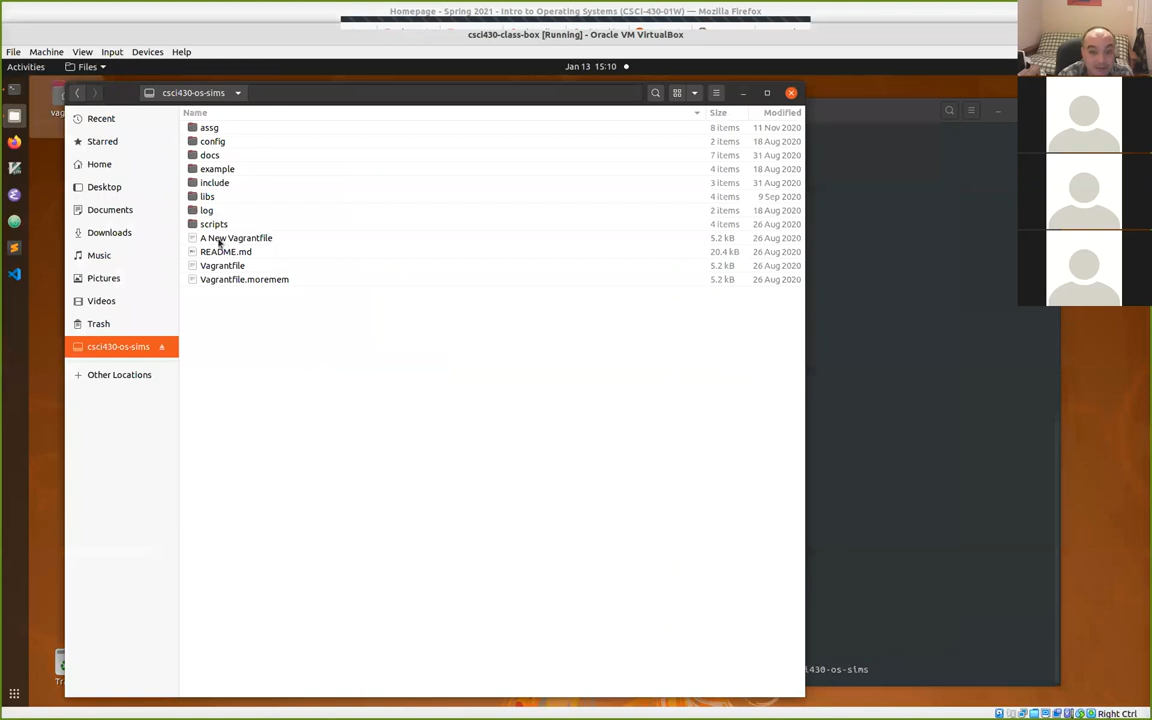 Homepage - Spring 2021 - Intro to Operating Systems (CSCI-430-01W) - Mozilla Firefox
csci430-class-box [Running] - Oracle VM VirtualBox
File Machine View Input Devices Help
Activities Files Jan 13 15:10
csci430-os-sims
Name Size Modified
Recent
Starred
Home
Desktop
Documents
Downloads
Music
Pictures
Videos
Trash
csci430-os-sims
Other Locations
assg 8 items 11 Nov 2020
config 2 items 18 Aug 2020
docs 7 items 31 Aug 2020
example 4 items 18 Aug 2020
include 3 items 31 Aug 2020
libs 4 items 9 Sep 2020
log 2 items 18 Aug 2020
scripts 4 items 26 Aug 2020
A New Vagrantfile 5.2 kB 26 Aug 2020
README.md 20.4 kB 26 Aug 2020
Vagrantfile 5.2 kB 26 Aug 2020
Vagrantfile.moremem 5.2 kB 26 Aug 2020
vag
Tr
ci430-os-sims
Right Ctrl